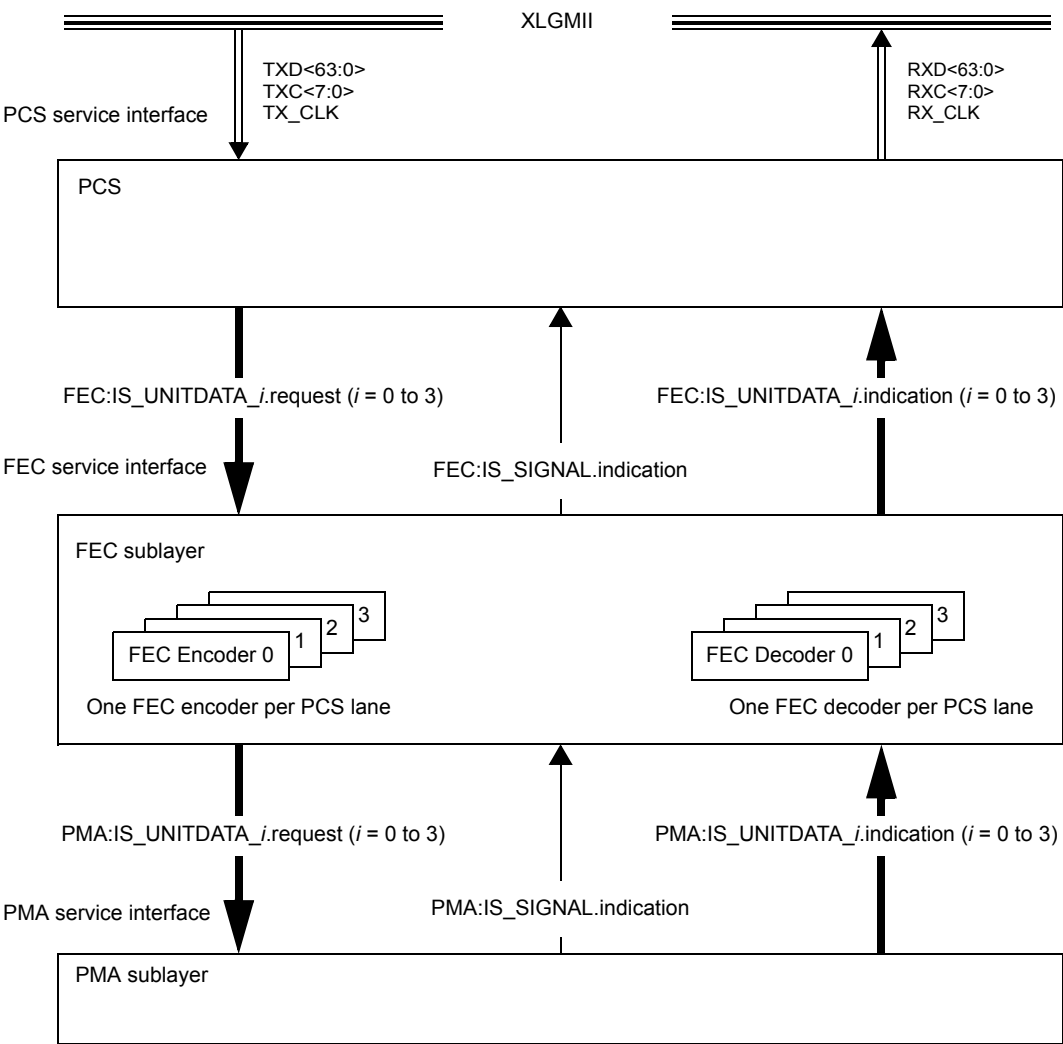 XLGMII
TXD<63:0>
TXC<7:0>
TX_CLK
RXD<63:0>
RXC<7:0>
RX_CLK
PCS service interface
PCS
FEC:IS_UNITDATA_i.request (i = 0 to 3)
FEC:IS_UNITDATA_i.indication (i = 0 to 3)
FEC service interface
FEC:IS_SIGNAL.indication
FEC sublayer
FEC Encoder 0
1
2
3
FEC Decoder 0
1
2
3
One FEC encoder per PCS lane
One FEC decoder per PCS lane
PMA:IS_UNITDATA_i.request (i = 0 to 3)
PMA:IS_UNITDATA_i.indication (i = 0 to 3)
PMA service interface
PMA:IS_SIGNAL.indication
PMA sublayer